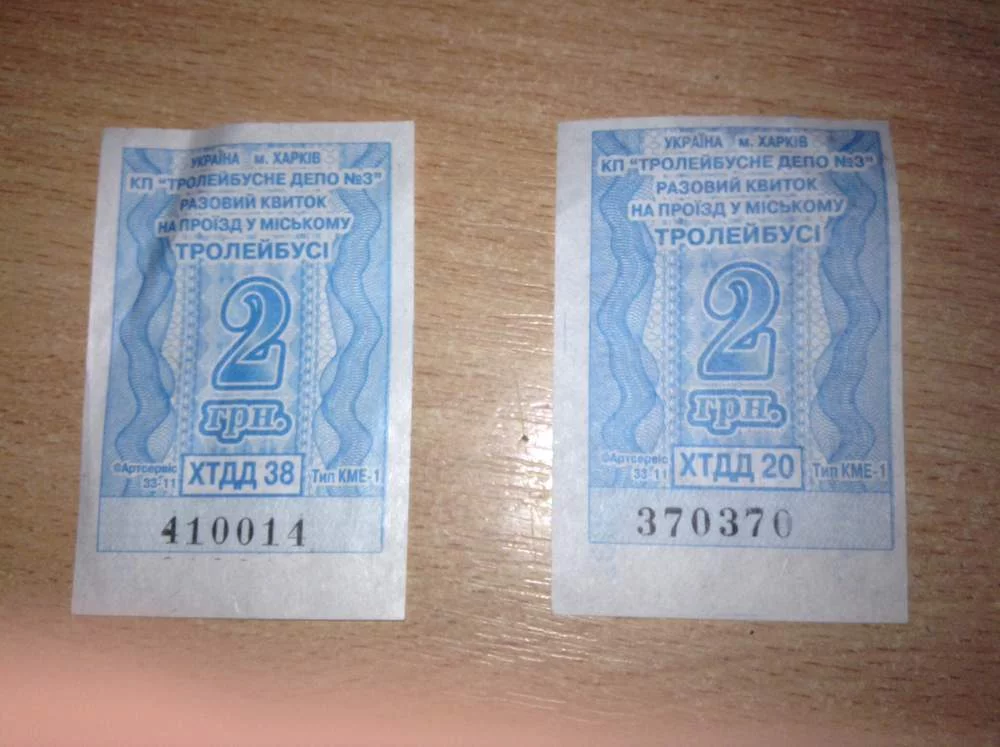 УКРАЇНА м. ХАРКІВ
КП "ТРОЛЕЙБУСНЕ ДЕПО №3"
РАЗОВИЙ КВИТОК
НА ПРОЇЗД У МІСЬКОМУ
ТРОЛЕЙБУСІ
2
грн.
©Артсервіс
33-11
ХТДД 38
Тип КМЕ-1
410014
УКРАЇНА м. ХАРКІВ
КП "ТРОЛЕЙБУСНЕ ДЕПО №3"
РАЗОВИЙ КВИТОК
НА ПРОЇЗД У МІСЬКОМУ
ТРОЛЕЙБУСІ
2
грн.
©Артсервіс
33-11
ХТДД 20
Тип КМЕ-1
370370